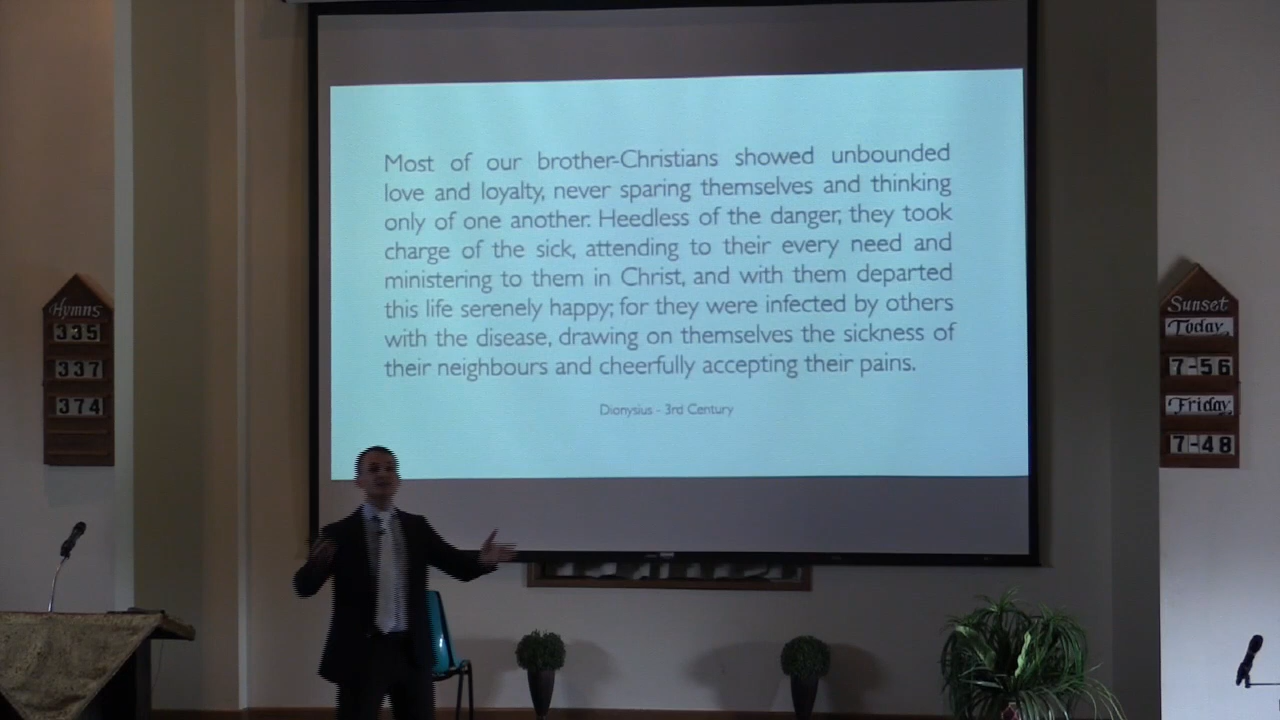 Most of our brother-Christians showed unbounded
love and loyalty, never sparing themselves and thinking
only of one another. Heedless of the danger, they took
charge of the sick, attending to their every need and
ministering to them in Christ, and with them departed
this life serenely happy; for they were infected by others
with the disease, drawing on themselves the sickness of
their neighbours and cheerfully accepting their pains.
Dionysius - 3rd Century
Hymns
335
337
374
Sunset
Today
7-56
Friday
7-48